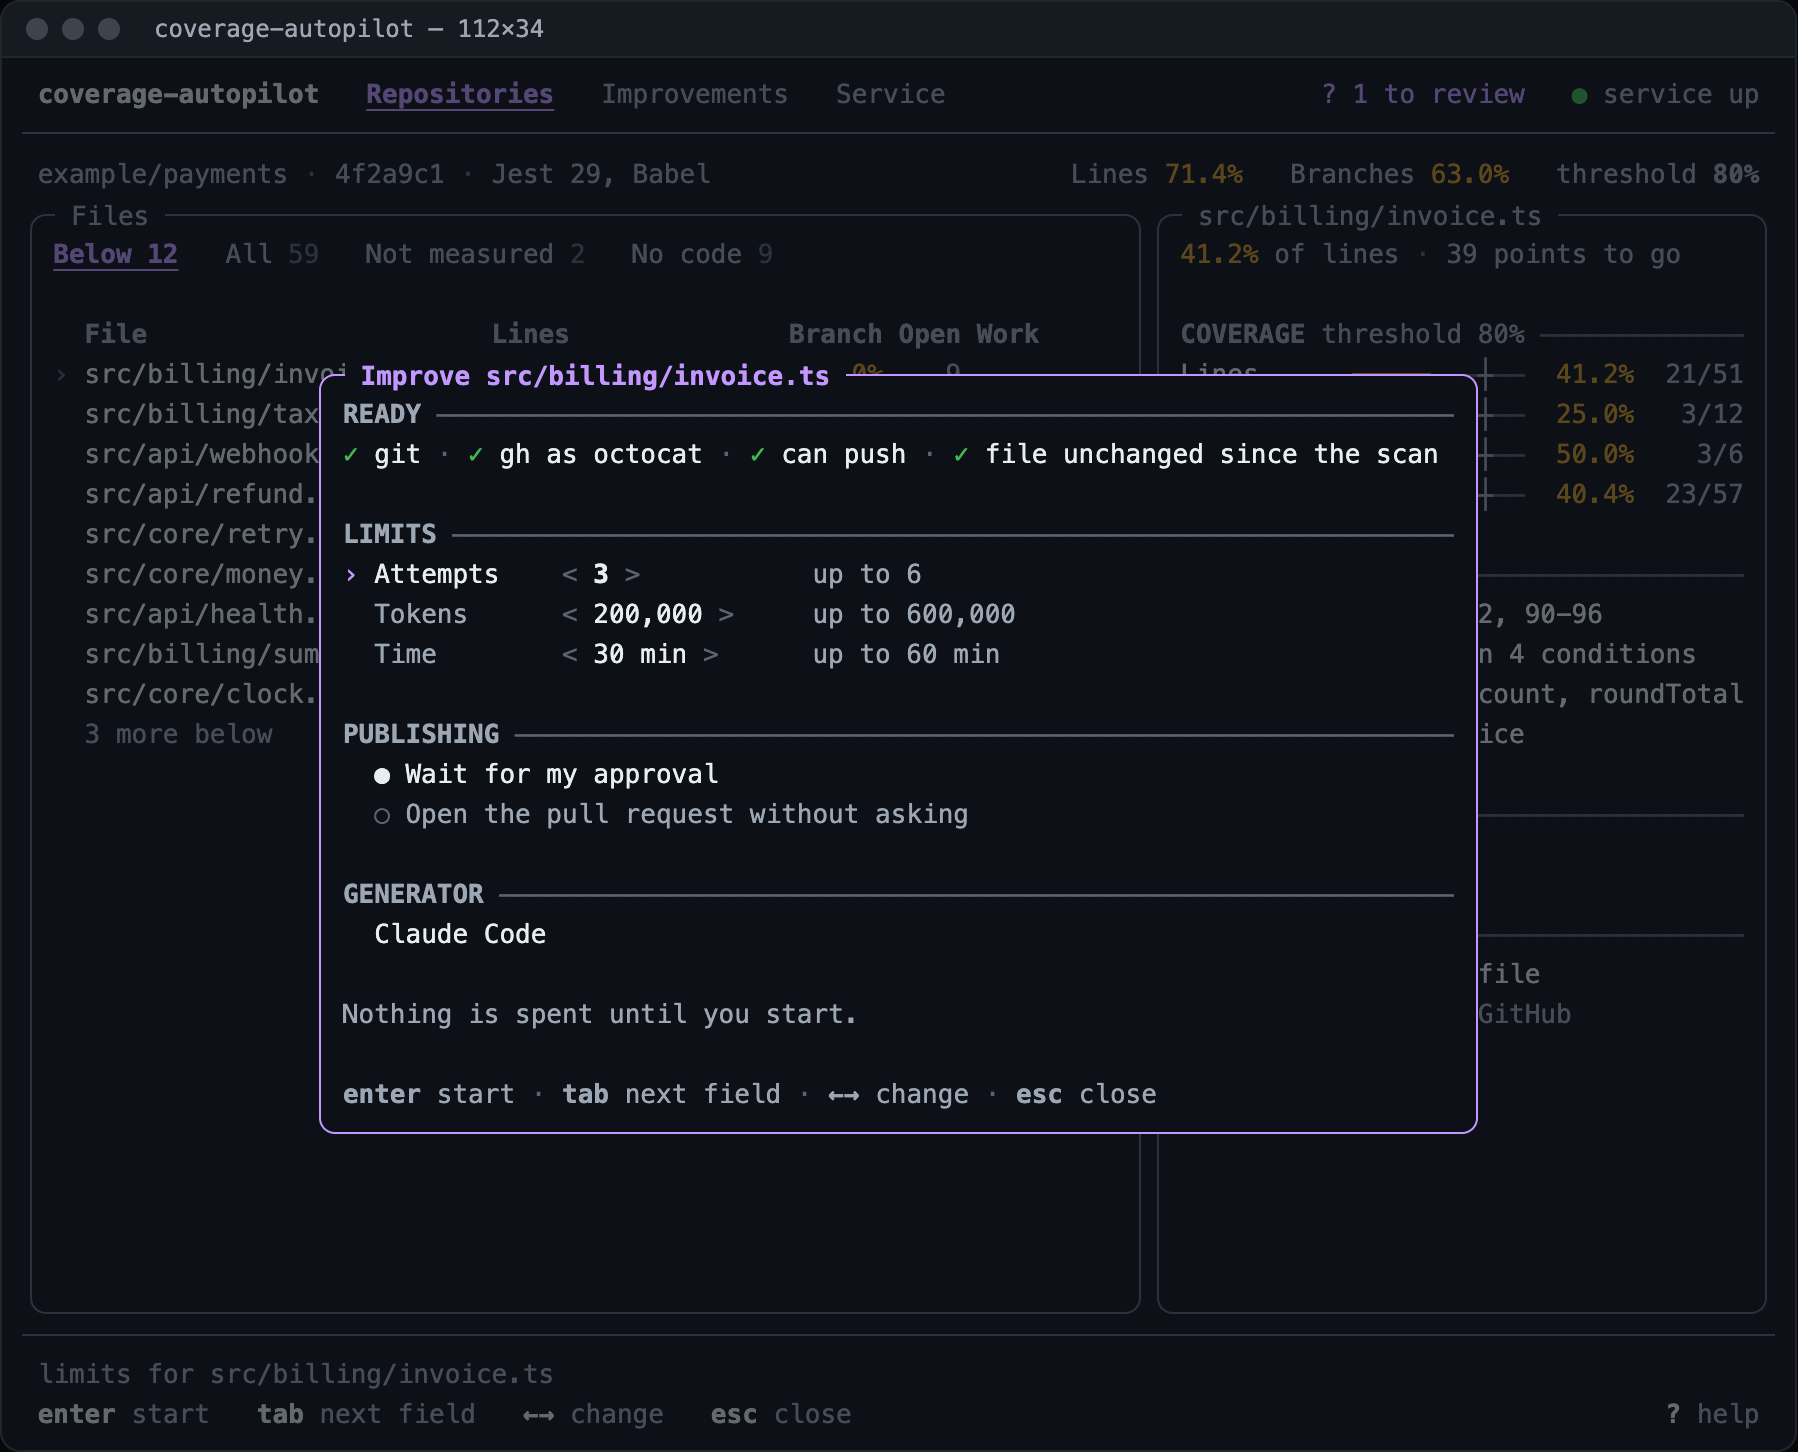 coverage-autopilot — 112×34
coverage-autopilot Repositories Improvements Service ? 1 to review ● service up
example/payments · 4f2a9c1 · Jest 29, Babel Lines 71.4% Branches 63.0% threshold 80%
Files src/billing/invoice.ts
Below 12 All 59 Not measured 2 No code 9 41.2% of lines · 39 points to go
File Lines Branch Open Work COVERAGE threshold 80%
› src/billing/invoi 0% 9 Lines 41.2% 21/51
Improve src/billing/invoice.ts
src/billing/tax READY 25.0% 3/12
src/api/webhook ✓ git · ✓ gh as octocat · ✓ can push · ✓ file unchanged since the scan 50.0% 3/6
src/api/refund. 40.4% 23/57
src/core/retry. LIMITS
src/core/money. › Attempts < 3 > up to 6
src/api/health. Tokens < 200,000 > up to 600,000 2, 90-96
src/billing/sum Time < 30 min > up to 60 min n 4 conditions
src/core/clock. count, roundTotal
3 more below PUBLISHING ice
● Wait for my approval
○ Open the pull request without asking
GENERATOR
Claude Code
file
Nothing is spent until you start. GitHub
enter start · tab next field · ←→ change · esc close
limits for src/billing/invoice.ts
enter start tab next field ←→ change esc close ? help